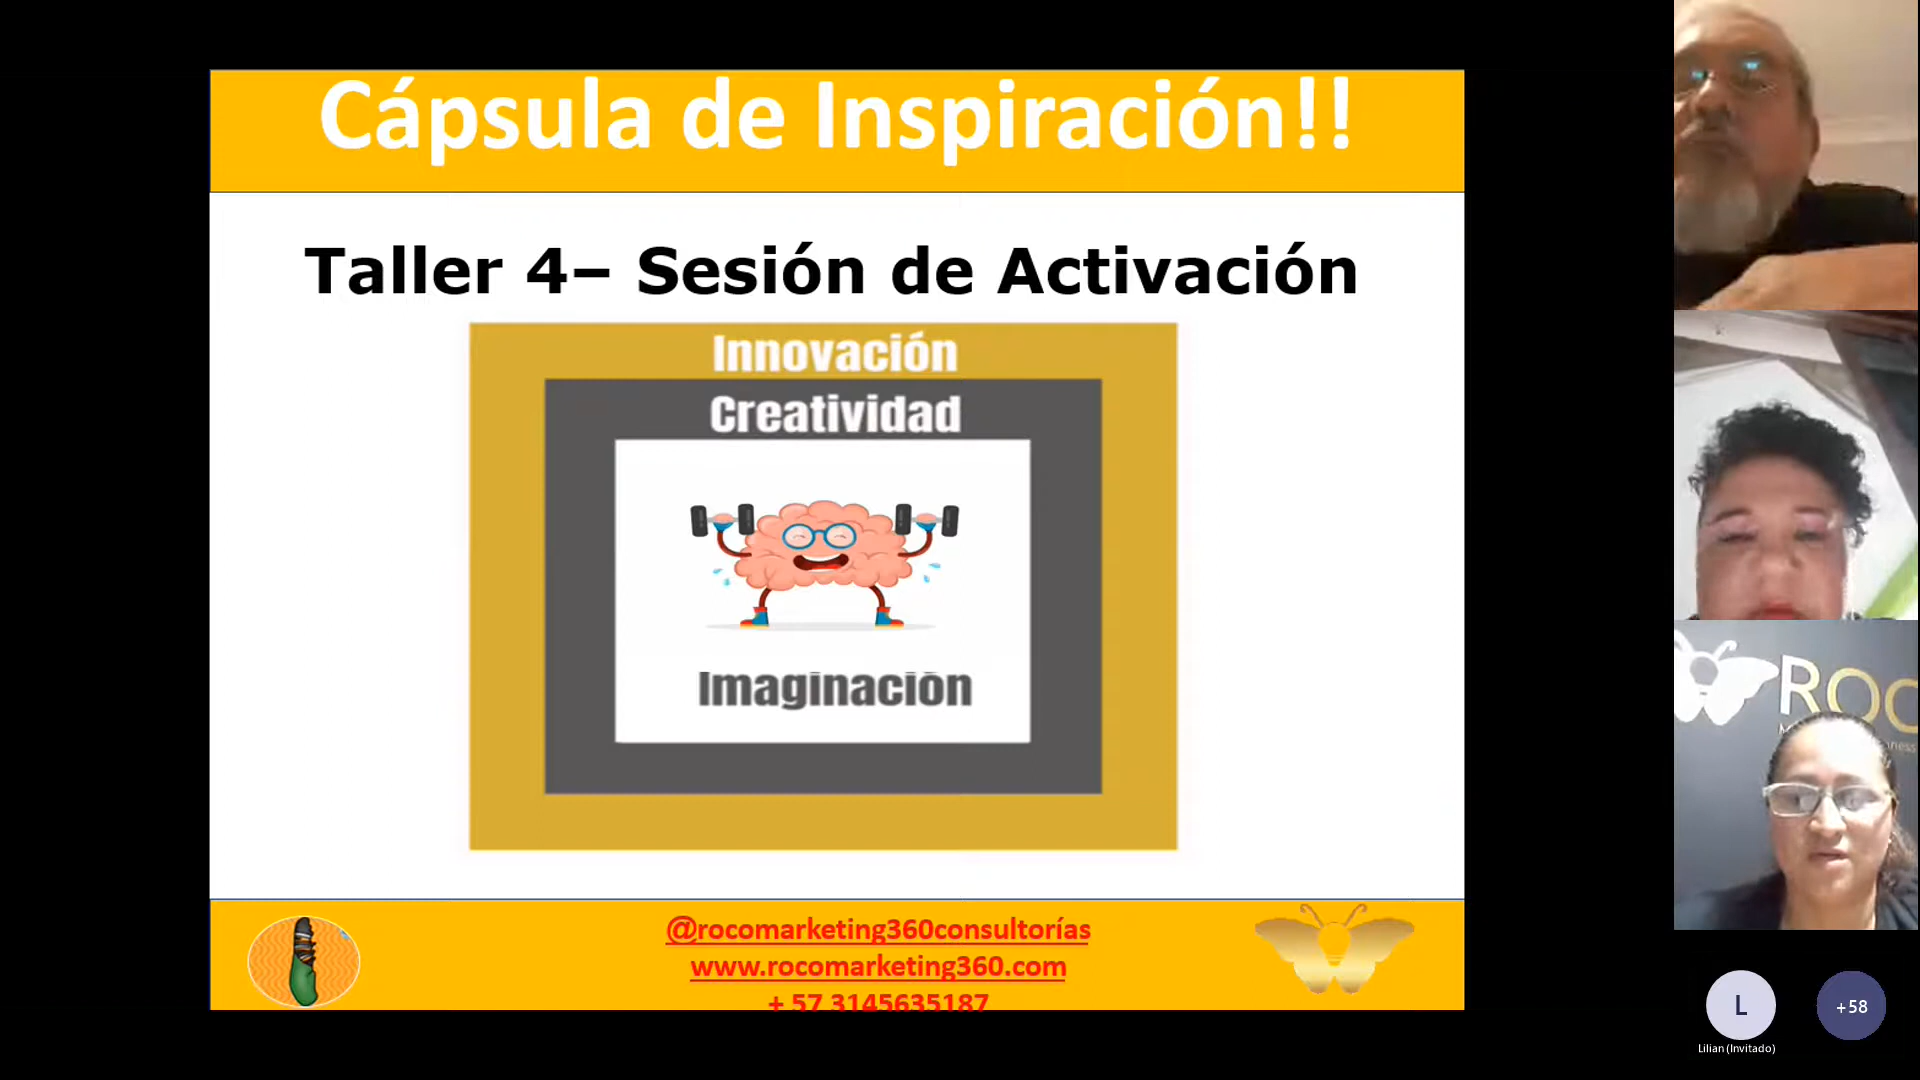 Cápsula de Inspiración!!
Taller 4– Sesión de Activación
Innovación
Creatividad
Imaginación
@rocomarketing360consultorías
www.rocomarketing360.com
+ 57 3145635187
ROC
L
+58
Lilian (Invitado)